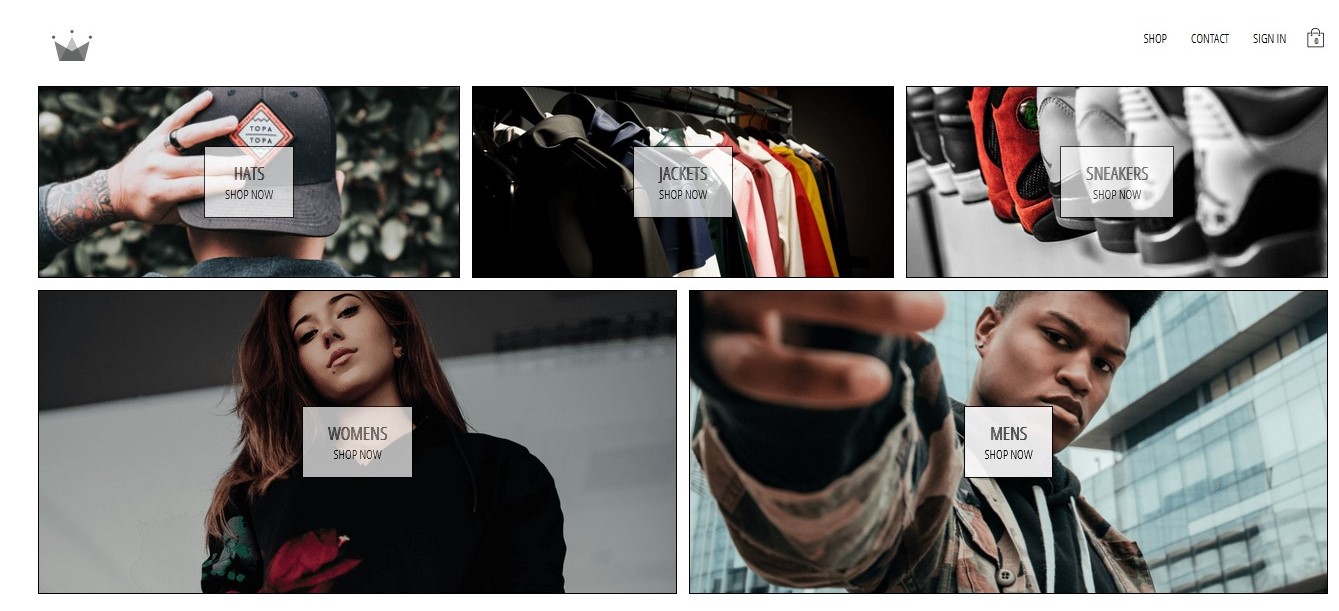 SHOP CONTACT SIGN IN
0
TOPA
TOPA
HATS
SHOP NOW
JACKETS
SHOP NOW
SNEAKERS
SHOP NOW
WOMENS
SHOP NOW
MENS
SHOP NOW